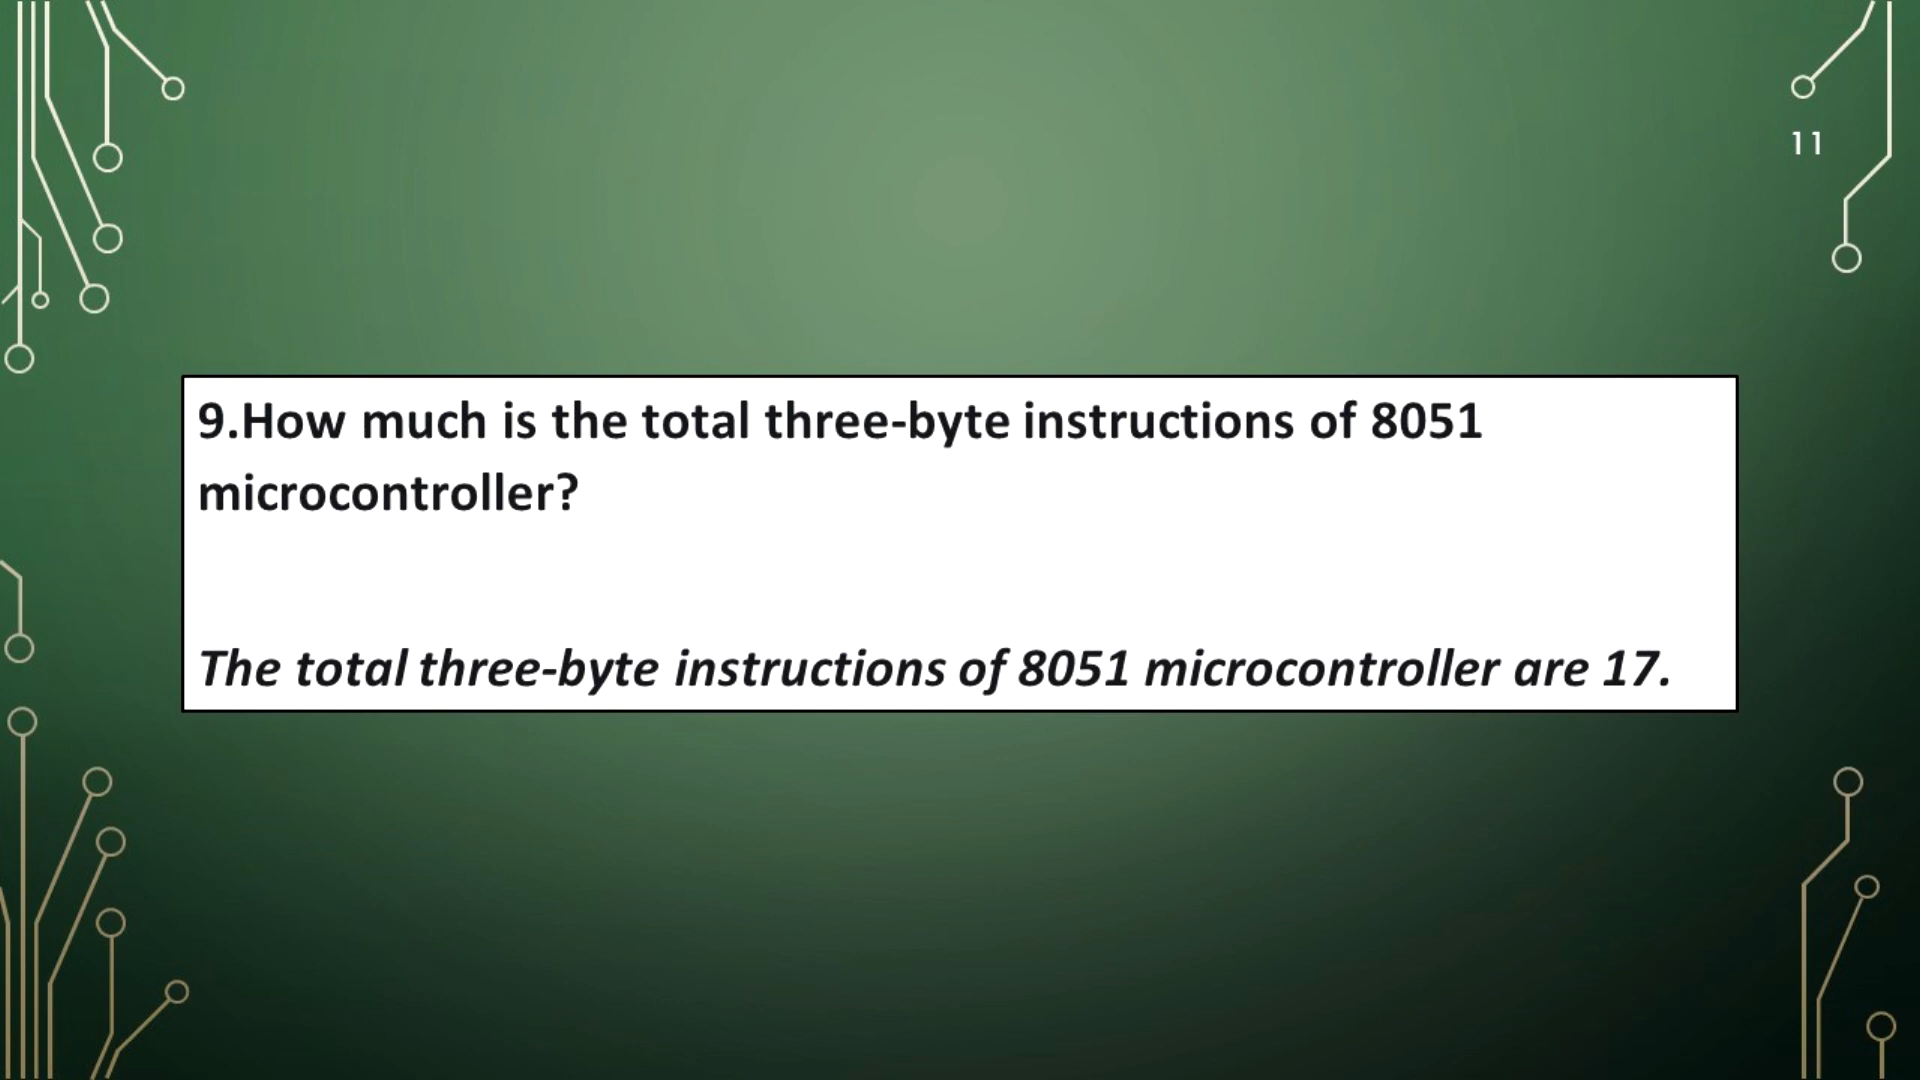 11
9.How much is the total three-byte instructions of 8051
microcontroller?
The total three-byte instructions of 8051 microcontroller are 17.